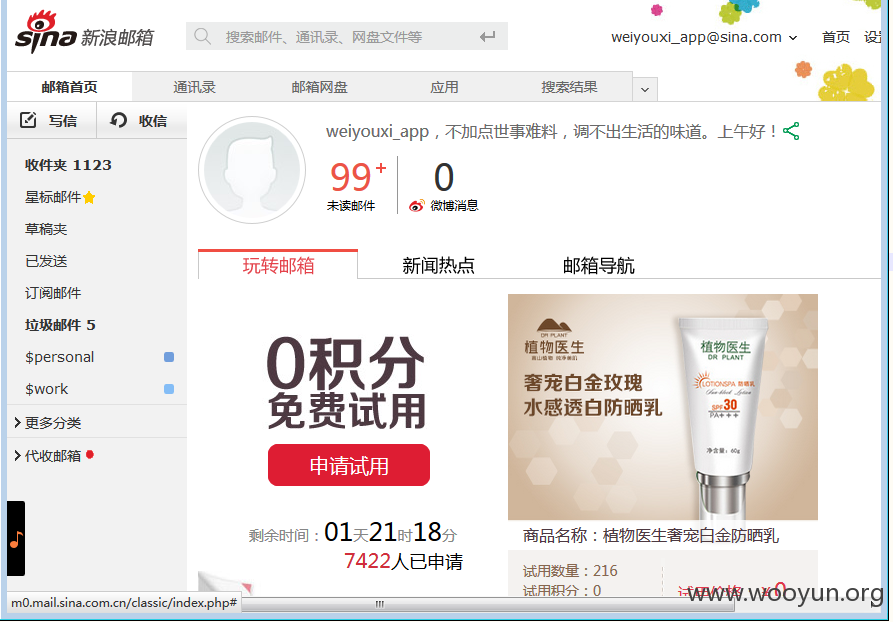 sina 新浪邮箱
搜索邮件、通讯录、网盘文件等
weiyouxi_app@sina.com
首页
邮箱首页 通讯录 邮箱网盘 应用 搜索结果
写信 收信
收件夹 1123
星标邮件
草稿夹
已发送
订阅邮件
垃圾邮件 5
$personal
$work
更多分类
代收邮箱
weiyouxi_app，不加点世事难料，调不出生活的味道。上午好！
99+
未读邮件
0
微博消息
玩转邮箱 新闻热点 邮箱导航
0积分
免费试用
申请试用
剩余时间：01天21时18分
7422人已申请
DR PLANT
植物医生
高山植物 纯净美肌
奢宠白金玫瑰
水感透白防晒乳
植物医生
DR PLANT
LOTIONSPA 防晒乳
Sun-block Lotion
SPF30
PA+++
净含量：60g
商品名称：植物医生奢宠白金防晒乳
试用数量：216
试用积分：0
试用价格 ￥0
www.wooyun.org
m0.mail.sina.com.cn/classic/index.php#